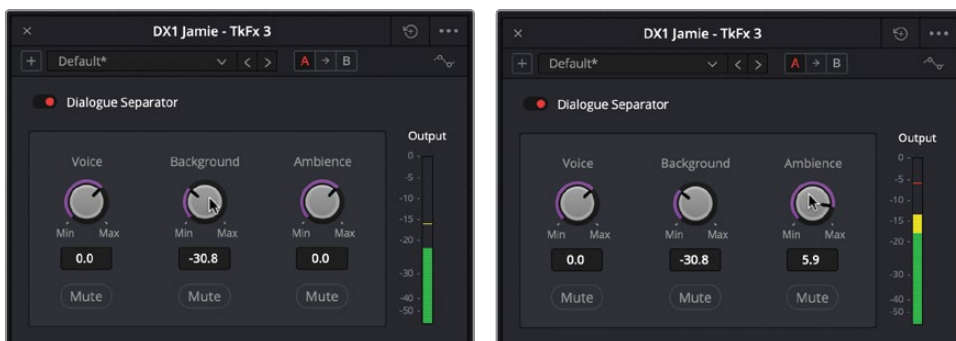 × DX1 Jamie - TkFx 3 •••
+ Default* < > A → B
Dialogue Separator
Output
Voice Background Ambience
Min Max Min Max Min Max
0.0 -30.8 0.0
Mute Mute Mute
0 -
-5 -
-10 -
-15 -
-20 -
-30 -
-40 -
-50 -
× DX1 Jamie - TkFx 3 •••
+ Default* < > A → B
Dialogue Separator
Output
Voice Background Ambience
Min Max Min Max Min Max
0.0 -30.8 5.9
Mute Mute Mute
0 -
-5 -
-10 -
-15 -
-20 -
-30 -
-40 -
-50 -